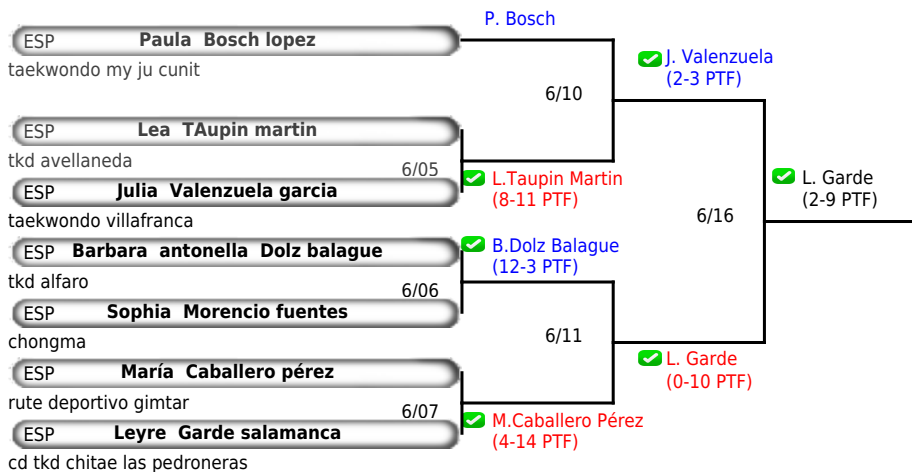 P. Bosch
ESP Paula Bosch lopez
taekwondo my ju cunit
J. Valenzuela
(2-3 PTF)
6/10
ESP Lea TAupin martin
tkd avellaneda
6/05
L.Taupin Martin
(8-11 PTF)
ESP Julia Valenzuela garcia
taekwondo villafranca
L. Garde
(2-9 PTF)
6/16
ESP Barbara antonella Dolz balague
tkd alfaro
B.Dolz Balague
(12-3 PTF)
6/06
ESP Sophia Morencio fuentes
chongma
6/11
L. Garde
(0-10 PTF)
ESP María Caballero pérez
rute deportivo gimtar
6/07
M.Caballero Pérez
(4-14 PTF)
ESP Leyre Garde salamanca
cd tkd chitae las pedroneras